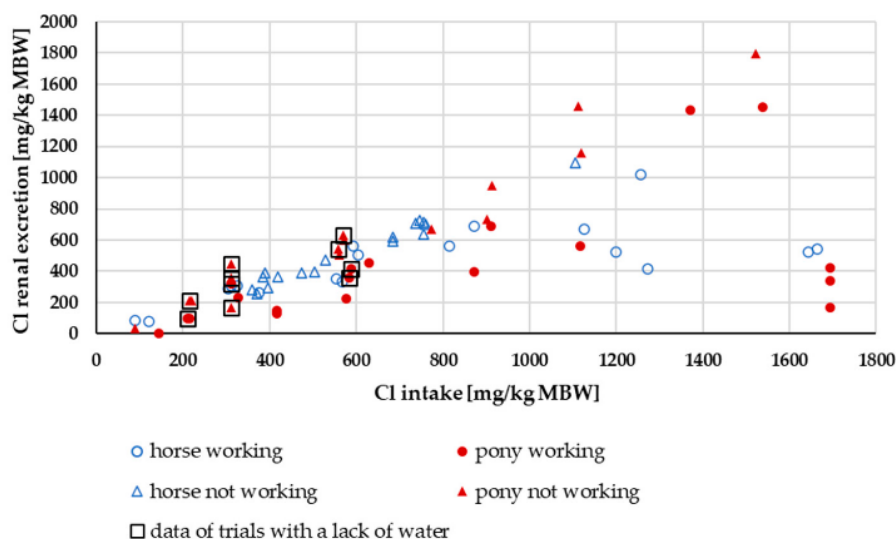 Cl renal excretion [mg/kg MBW]
2000
1800
1600
1400
1200
1000
800
600
400
200
0
0 200 400 600 800 1000 1200 1400 1600 1800
Cl intake [mg/kg MBW]
horse working pony working
horse not working pony not working
data of trials with a lack of water